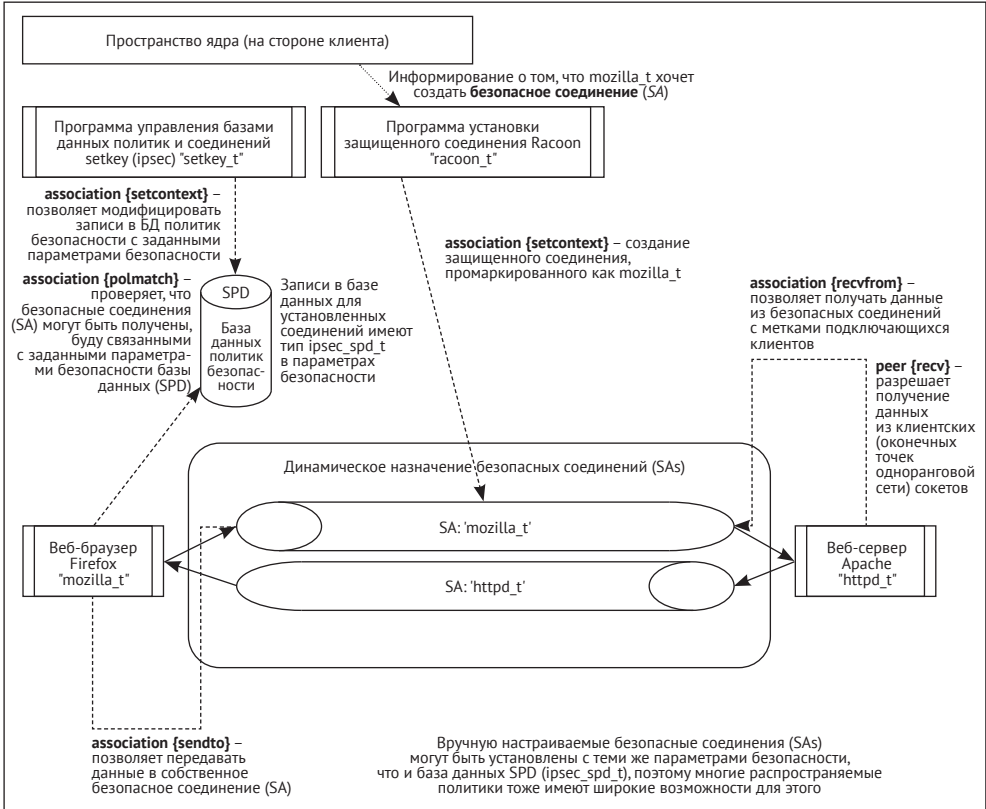 Пространство ядра (на стороне клиента)
Информирование о том, что mozilla_t хочет
создать безопасное соединение (SA)
Программа управления базами
данных политик и соединений
setkey (ipsec) "setkey_t"
Программа установки
защищенного соединения Racoon
"racoon_t"
association {setcontext} –
позволяет модифицировать
записи в БД политик
безопасности с заданными
параметрами безопасности
association {setcontext} – создание
защищенного соединения,
промаркированного как mozilla_t
association {polmatch} –
проверяет, что
безопасные соединения
(SA) могут быть получены,
буду связанными
с заданными параметра-
ми безопасности базы
данных (SPD)
SPD
База
данных
политик
безопас-
ности
Записи в базе
данных для
установленных
соединений имеют
тип ipsec_spd_t
в параметрах
безопасности
association {recvfrom} –
позволяет получать данные
из безопасных соединений
с метками подключающихся
клиентов
peer {recv} –
разрешает
получение
данных
из клиентских
(оконечных
точек
одноранговой
сети) сокетов
Динамическое назначение безопасных соединений (SAs)
SA: 'mozilla_t'
SA: 'httpd_t'
Веб-браузер
Firefox
"mozilla_t"
Веб-сервер
Apache
"httpd_t"
association {sendto} –
позволяет передавать
данные в собственное
безопасное соединение (SA)
Вручную настраиваемые безопасные соединения (SAs)
могут быть установлены с теми же параметрами безопасности,
что и база данных SPD (ipsec_spd_t), поэтому многие распространяемые
политики тоже имеют широкие возможности для этого